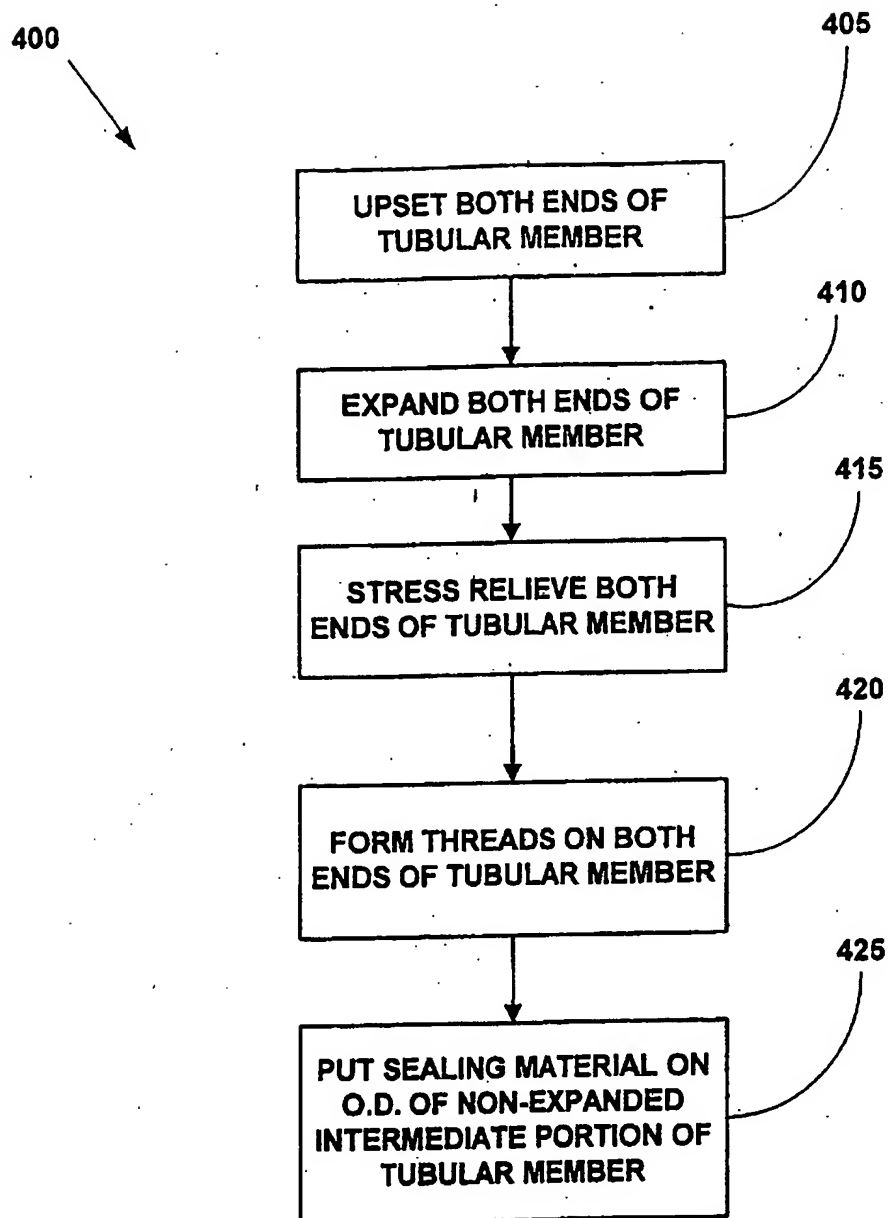 400
405
UPSET BOTH ENDS OF
TUBULAR MEMBER
410
EXPAND BOTH ENDS OF
TUBULAR MEMBER
415
STRESS RELIEVE BOTH
ENDS OF TUBULAR MEMBER
420
FORM THREADS ON BOTH
ENDS OF TUBULAR MEMBER
425
PUT SEALING MATERIAL ON
O.D. OF NON-EXPANDED
INTERMEDIATE PORTION OF
TUBULAR MEMBER